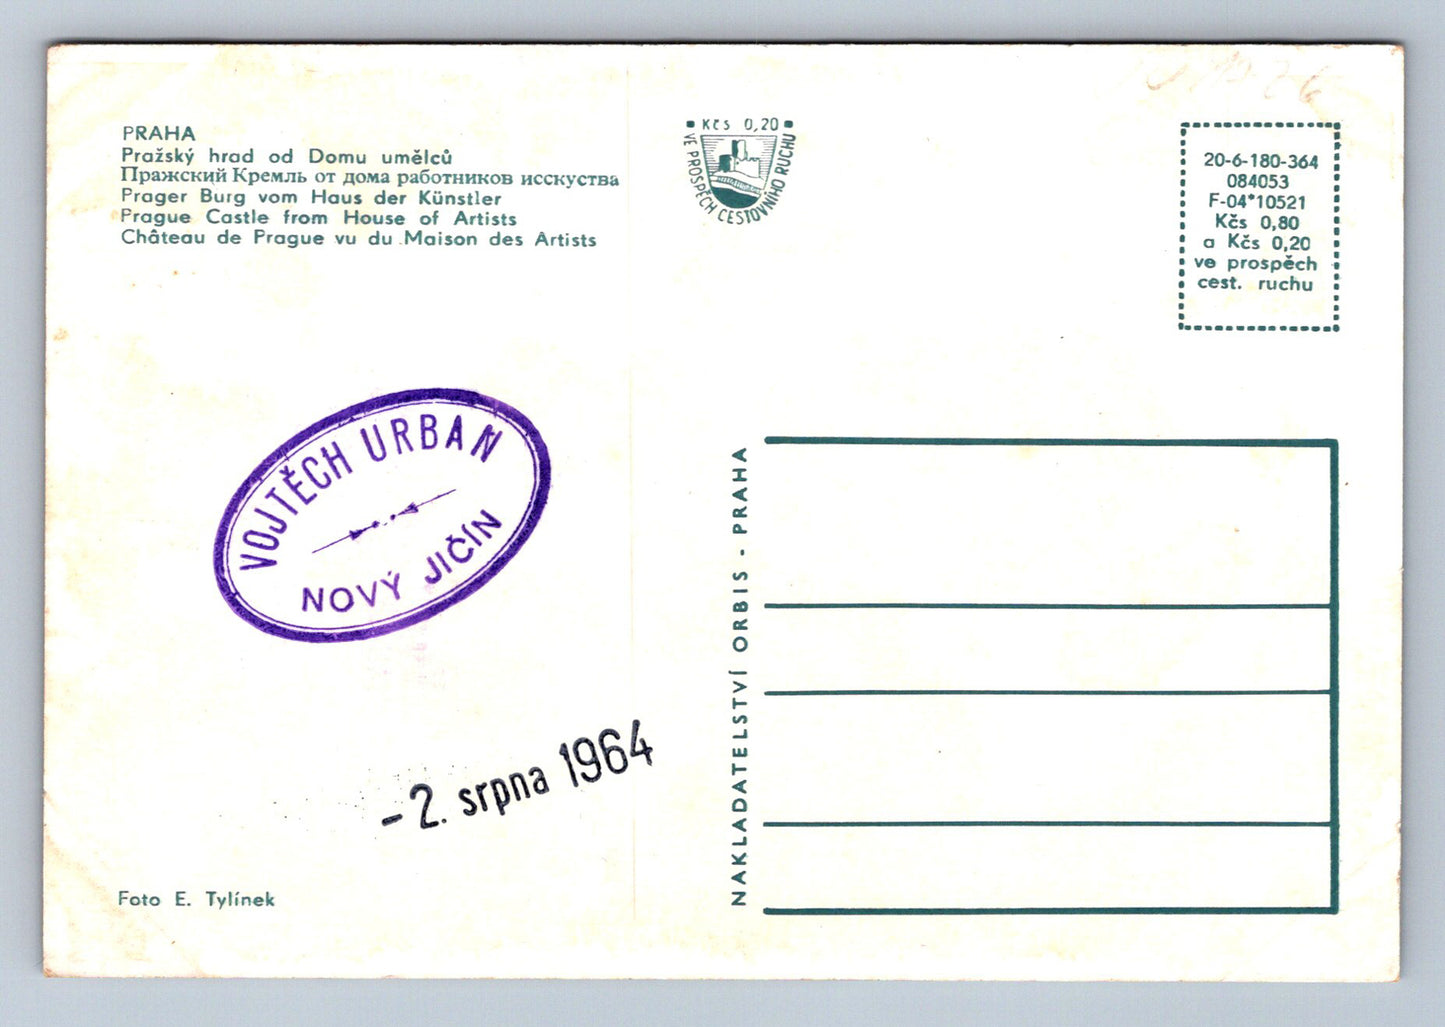 PRAHA
Pražský hrad od Domu umělců
Пражский Кремль от дома работников исскуства
Prager Burg vom Haus der Künstler
Prague Castle from House of Artists
Château de Prague vu du Maison des Artists
Kčs 0,20
VE PROSPĚCH CESTOVNÍHO RUCHU
20-6-180-364
084053
F-04*10521
Kčs 0,80
a Kčs 0,20
ve prospěch
cest. ruchu
VOJTĚCH URBAN
NOVÝ JIČÍN
-2. srpna 1964
Foto E. Tylínek
NAKLADATELSTVÍ ORBIS - PRAHA